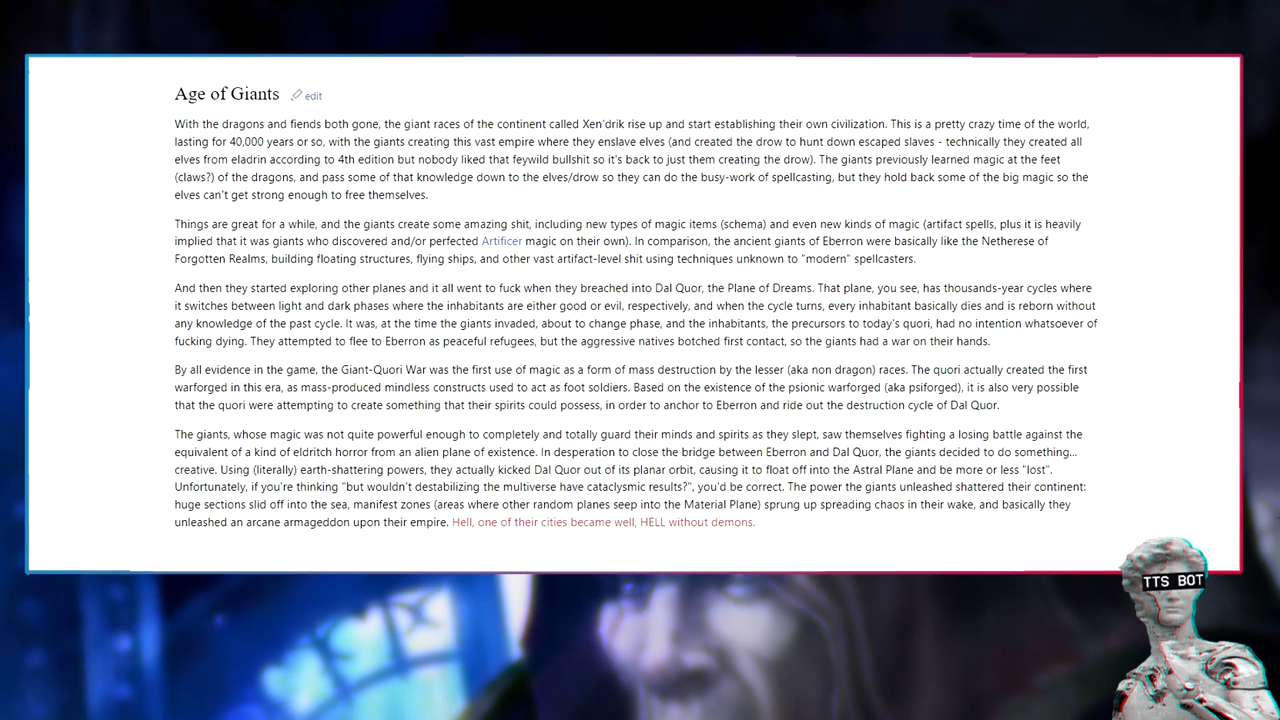 Age of Giants edit
With the dragons and fiends both gone, the giant races of the continent called Xen'drik rise up and start establishing their own civilization. This is a pretty crazy time of the world,
lasting for 40,000 years or so, with the giants creating this vast empire where they enslave elves (and created the drow to hunt down escaped slaves - technically they created all
elves from eladrin according to 4th edition but nobody liked that feywild bullshit so it's back to just them creating the drow). The giants previously learned magic at the feet
(claws?) of the dragons, and pass some of that knowledge down to the elves/drow so they can do the busy-work of spellcasting, but they hold back some of the big magic so the
elves can't get strong enough to free themselves.
Things are great for a while, and the giants create some amazing shit, including new types of magic items (schema) and even new kinds of magic (artifact spells, plus it is heavily
implied that it was giants who discovered and/or perfected Artificer magic on their own). In comparison, the ancient giants of Eberron were basically like the Netherese of
Forgotten Realms, building floating structures, flying ships, and other vast artifact-level shit using techniques unknown to "modern" spellcasters.
And then they started exploring other planes and it all went to fuck when they breached into Dal Quor, the Plane of Dreams. That plane, you see, has thousands-year cycles where
it switches between light and dark phases where the inhabitants are either good or evil, respectively, and when the cycle turns, every inhabitant basically dies and is reborn without
any knowledge of the past cycle. It was, at the time the giants invaded, about to change phase, and the inhabitants, the precursors to today's quori, had no intention whatsoever of
fucking dying. They attempted to flee to Eberron as peaceful refugees, but the aggressive natives botched first contact, so the giants had a war on their hands.
By all evidence in the game, the Giant-Quori War was the first use of magic as a form of mass destruction by the lesser (aka non dragon) races. The quori actually created the first
warforged in this era, as mass-produced mindless constructs used to act as foot soldiers. Based on the existence of the psionic warforged (aka psiforged), it is also very possible
that the quori were attempting to create something that their spirits could possess, in order to anchor to Eberron and ride out the destruction cycle of Dal Quor.
The giants, whose magic was not quite powerful enough to completely and totally guard their minds and spirits as they slept, saw themselves fighting a losing battle against the
equivalent of a kind of eldritch horror from an alien plane of existence. In desperation to close the bridge between Eberron and Dal Quor, the giants decided to do something...
creative. Using (literally) earth-shattering powers, they actually kicked Dal Quor out of its planar orbit, causing it to float off into the Astral Plane and be more or less "lost".
Unfortunately, if you're thinking "but wouldn't destabilizing the multiverse have cataclysmic results?", you'd be correct. The power the giants unleashed shattered their continent:
huge sections slid off into the sea, manifest zones (areas where other random planes seep into the Material Plane) sprung up spreading chaos in their wake, and basically they
unleashed an arcane armageddon upon their empire. Hell, one of their cities became well, HELL without demons.
TTS BOT